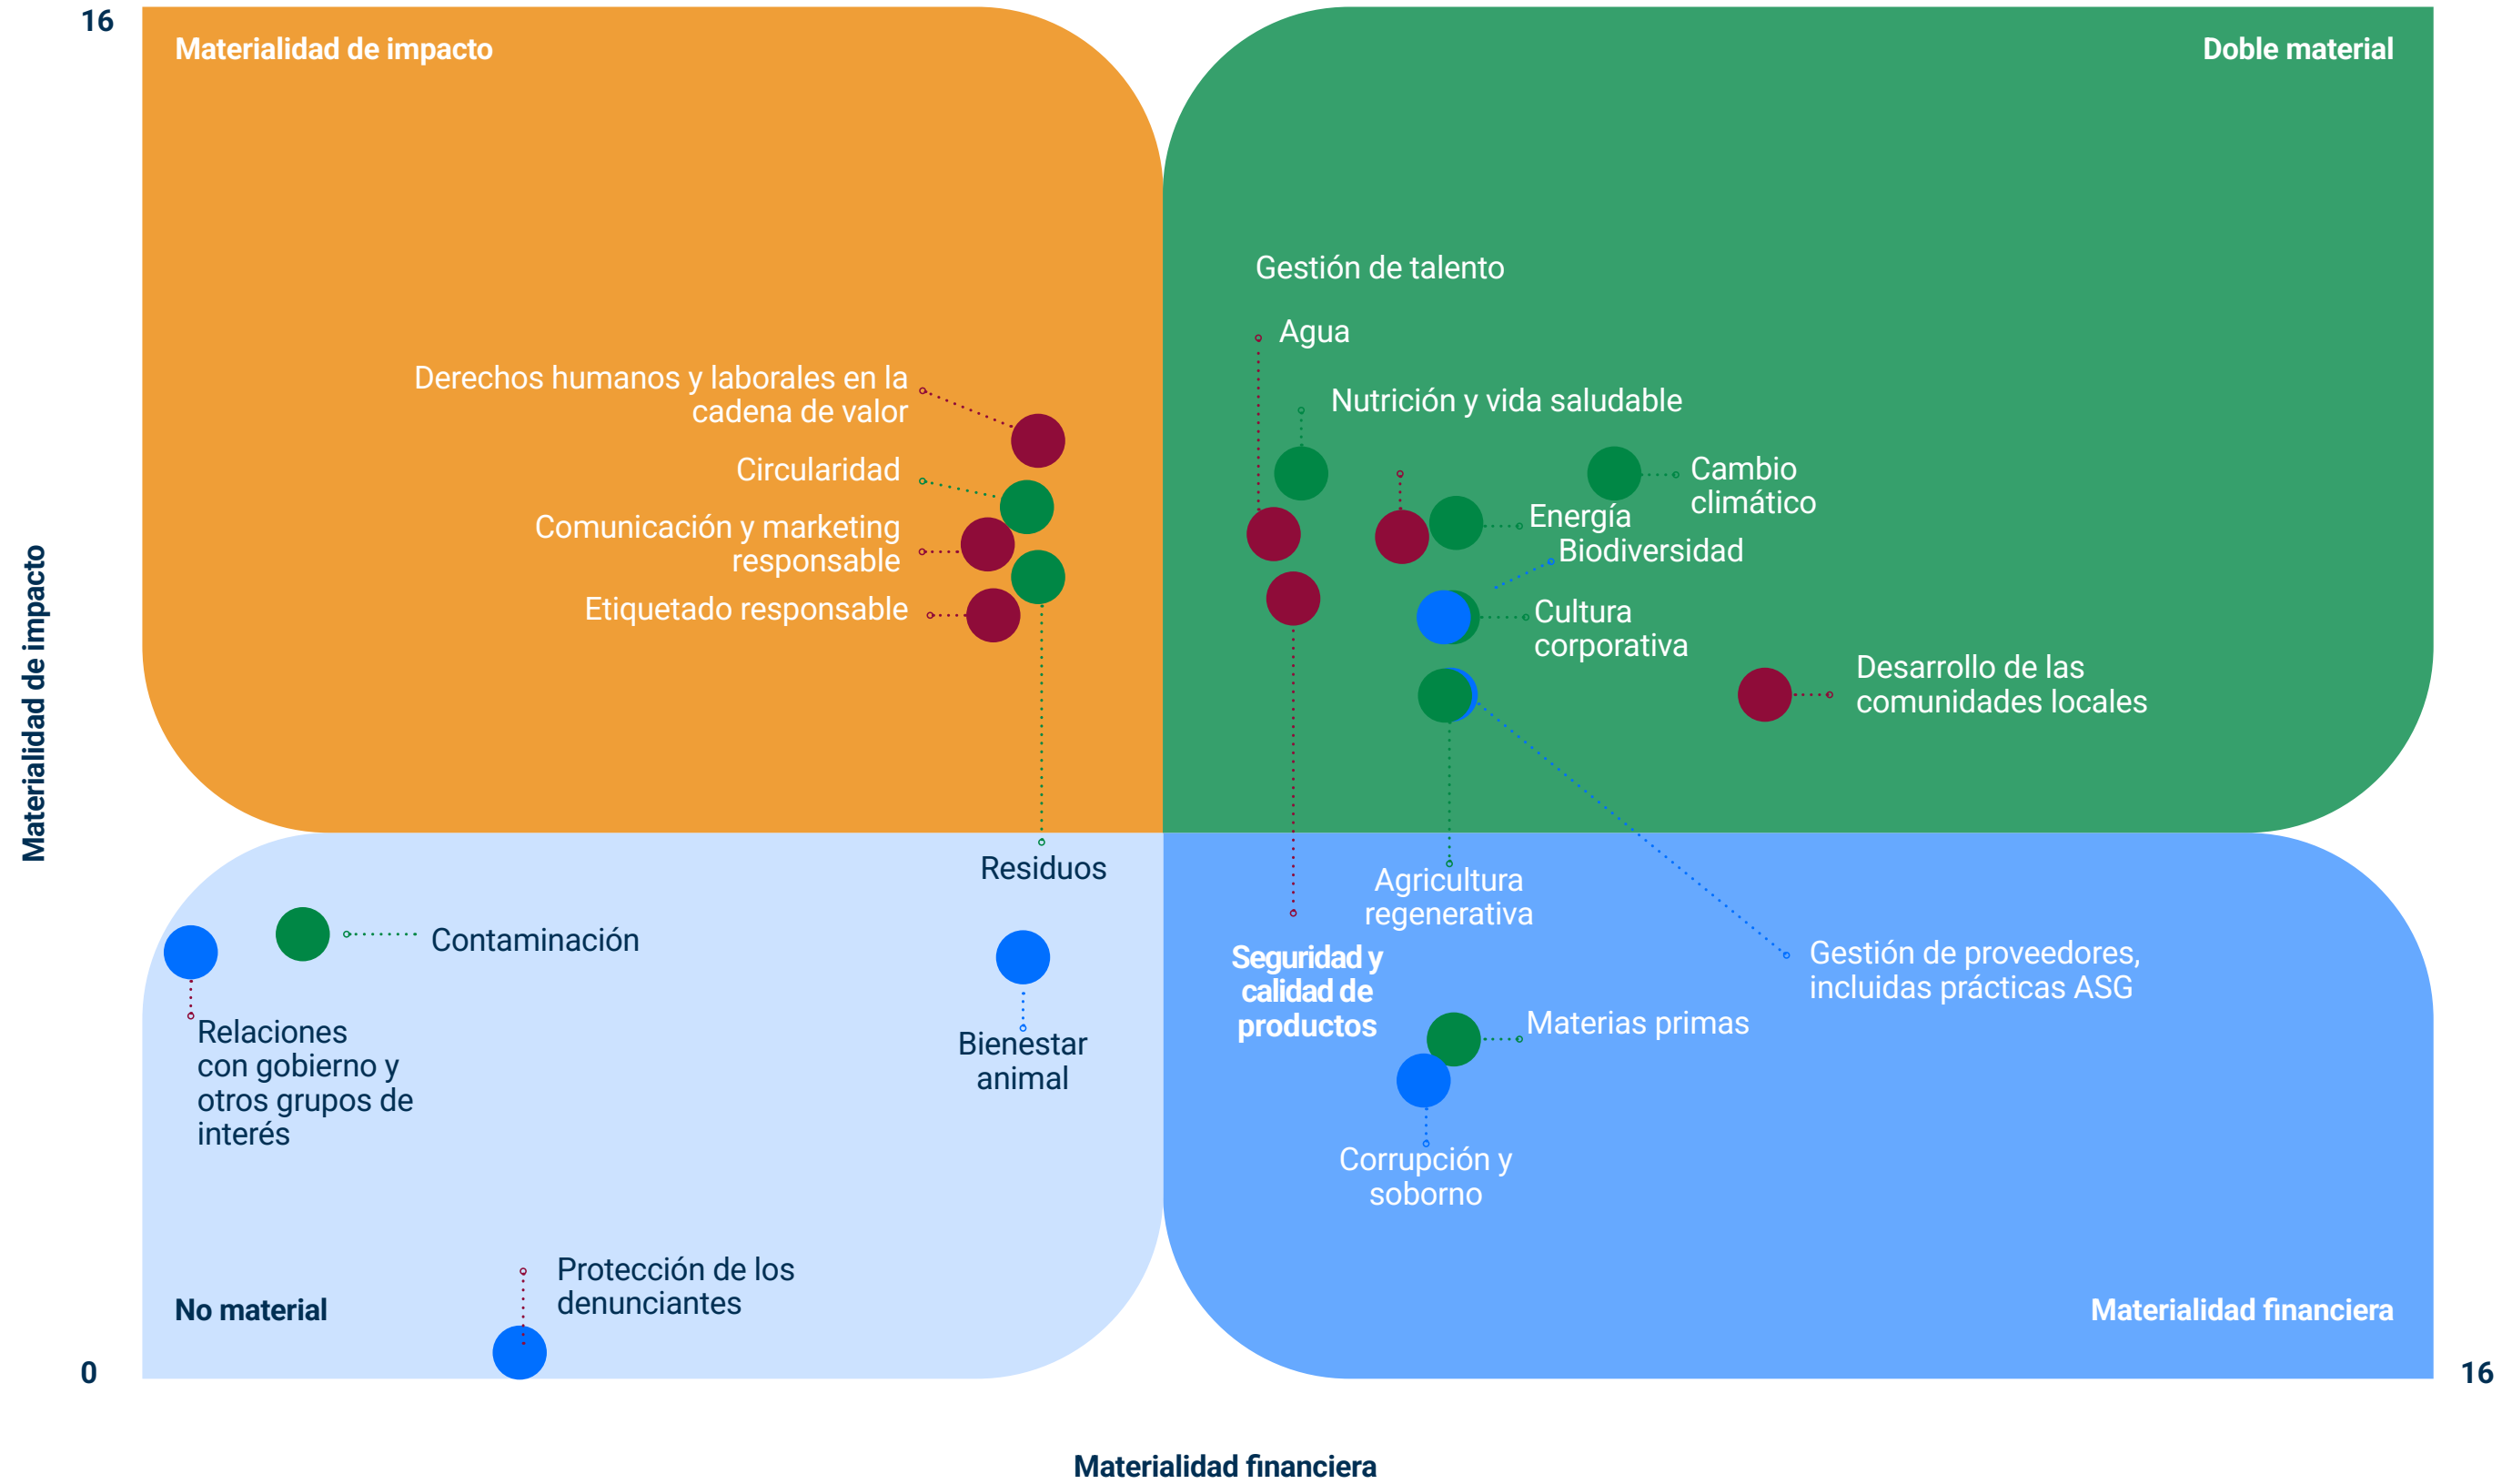 16
Materialidad de impacto
Doble material
Gestión de talento
Agua
Derechos humanos y laborales en la
cadena de valor
Nutrición y vida saludable
Circularidad
Cambio
climático
Comunicación y marketing
responsable
Energía
Biodiversidad
Etiquetado responsable
Cultura
corporativa
Desarrollo de las
comunidades locales
Materialidad de impacto
Residuos
Agricultura
regenerativa
Contaminación
Seguridad y
calidad de
productos
Gestión de proveedores,
incluidas prácticas ASG
Relaciones
con gobierno y
otros grupos de
interés
Bienestar
animal
Materias primas
Corrupción y
soborno
Protección de los
denunciantes
No material
Materialidad financiera
0
16
Materialidad financiera